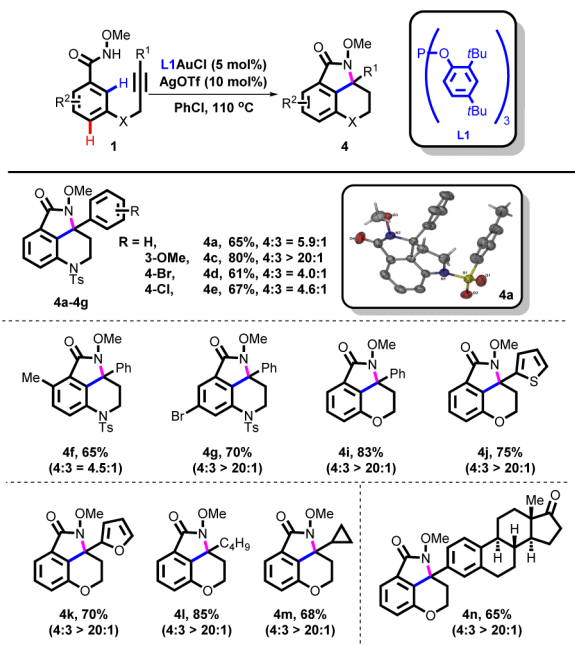 OMe
O
NH
R¹
H
R²
X
H
1
L1AuCl (5 mol%)
AgOTf (10 mol%)
PhCl, 110 °C
OMe
O
N
R¹
R²
X
4
P
O
tBu
tBu
3
L1
OMe
O
N
R
N
Ts
4a-4g
R = H, 4a, 65%, 4:3 = 5.9:1
3-OMe, 4c, 80%, 4:3 > 20:1
4-Br, 4d, 61%, 4:3 = 4.0:1
4-Cl, 4e, 67%, 4:3 = 4.6:1
4a
OMe
O
N
Ph
Me
N
Ts
4f, 65%
(4:3 = 4.5:1)
OMe
O
N
Ph
Br
N
Ts
4g, 70%
(4:3 > 20:1)
OMe
O
N
Ph
O
4i, 83%
(4:3 > 20:1)
OMe
O
N
S
O
4j, 75%
(4:3 > 20:1)
OMe
O
N
O
O
4k, 70%
(4:3 > 20:1)
OMe
O
N
C₄H₉
O
4l, 85%
(4:3 > 20:1)
OMe
O
N
O
4m, 68%
(4:3 > 20:1)
Me
O
H
H
H
OMe
O
N
O
4n, 65%
(4:3 > 20:1)